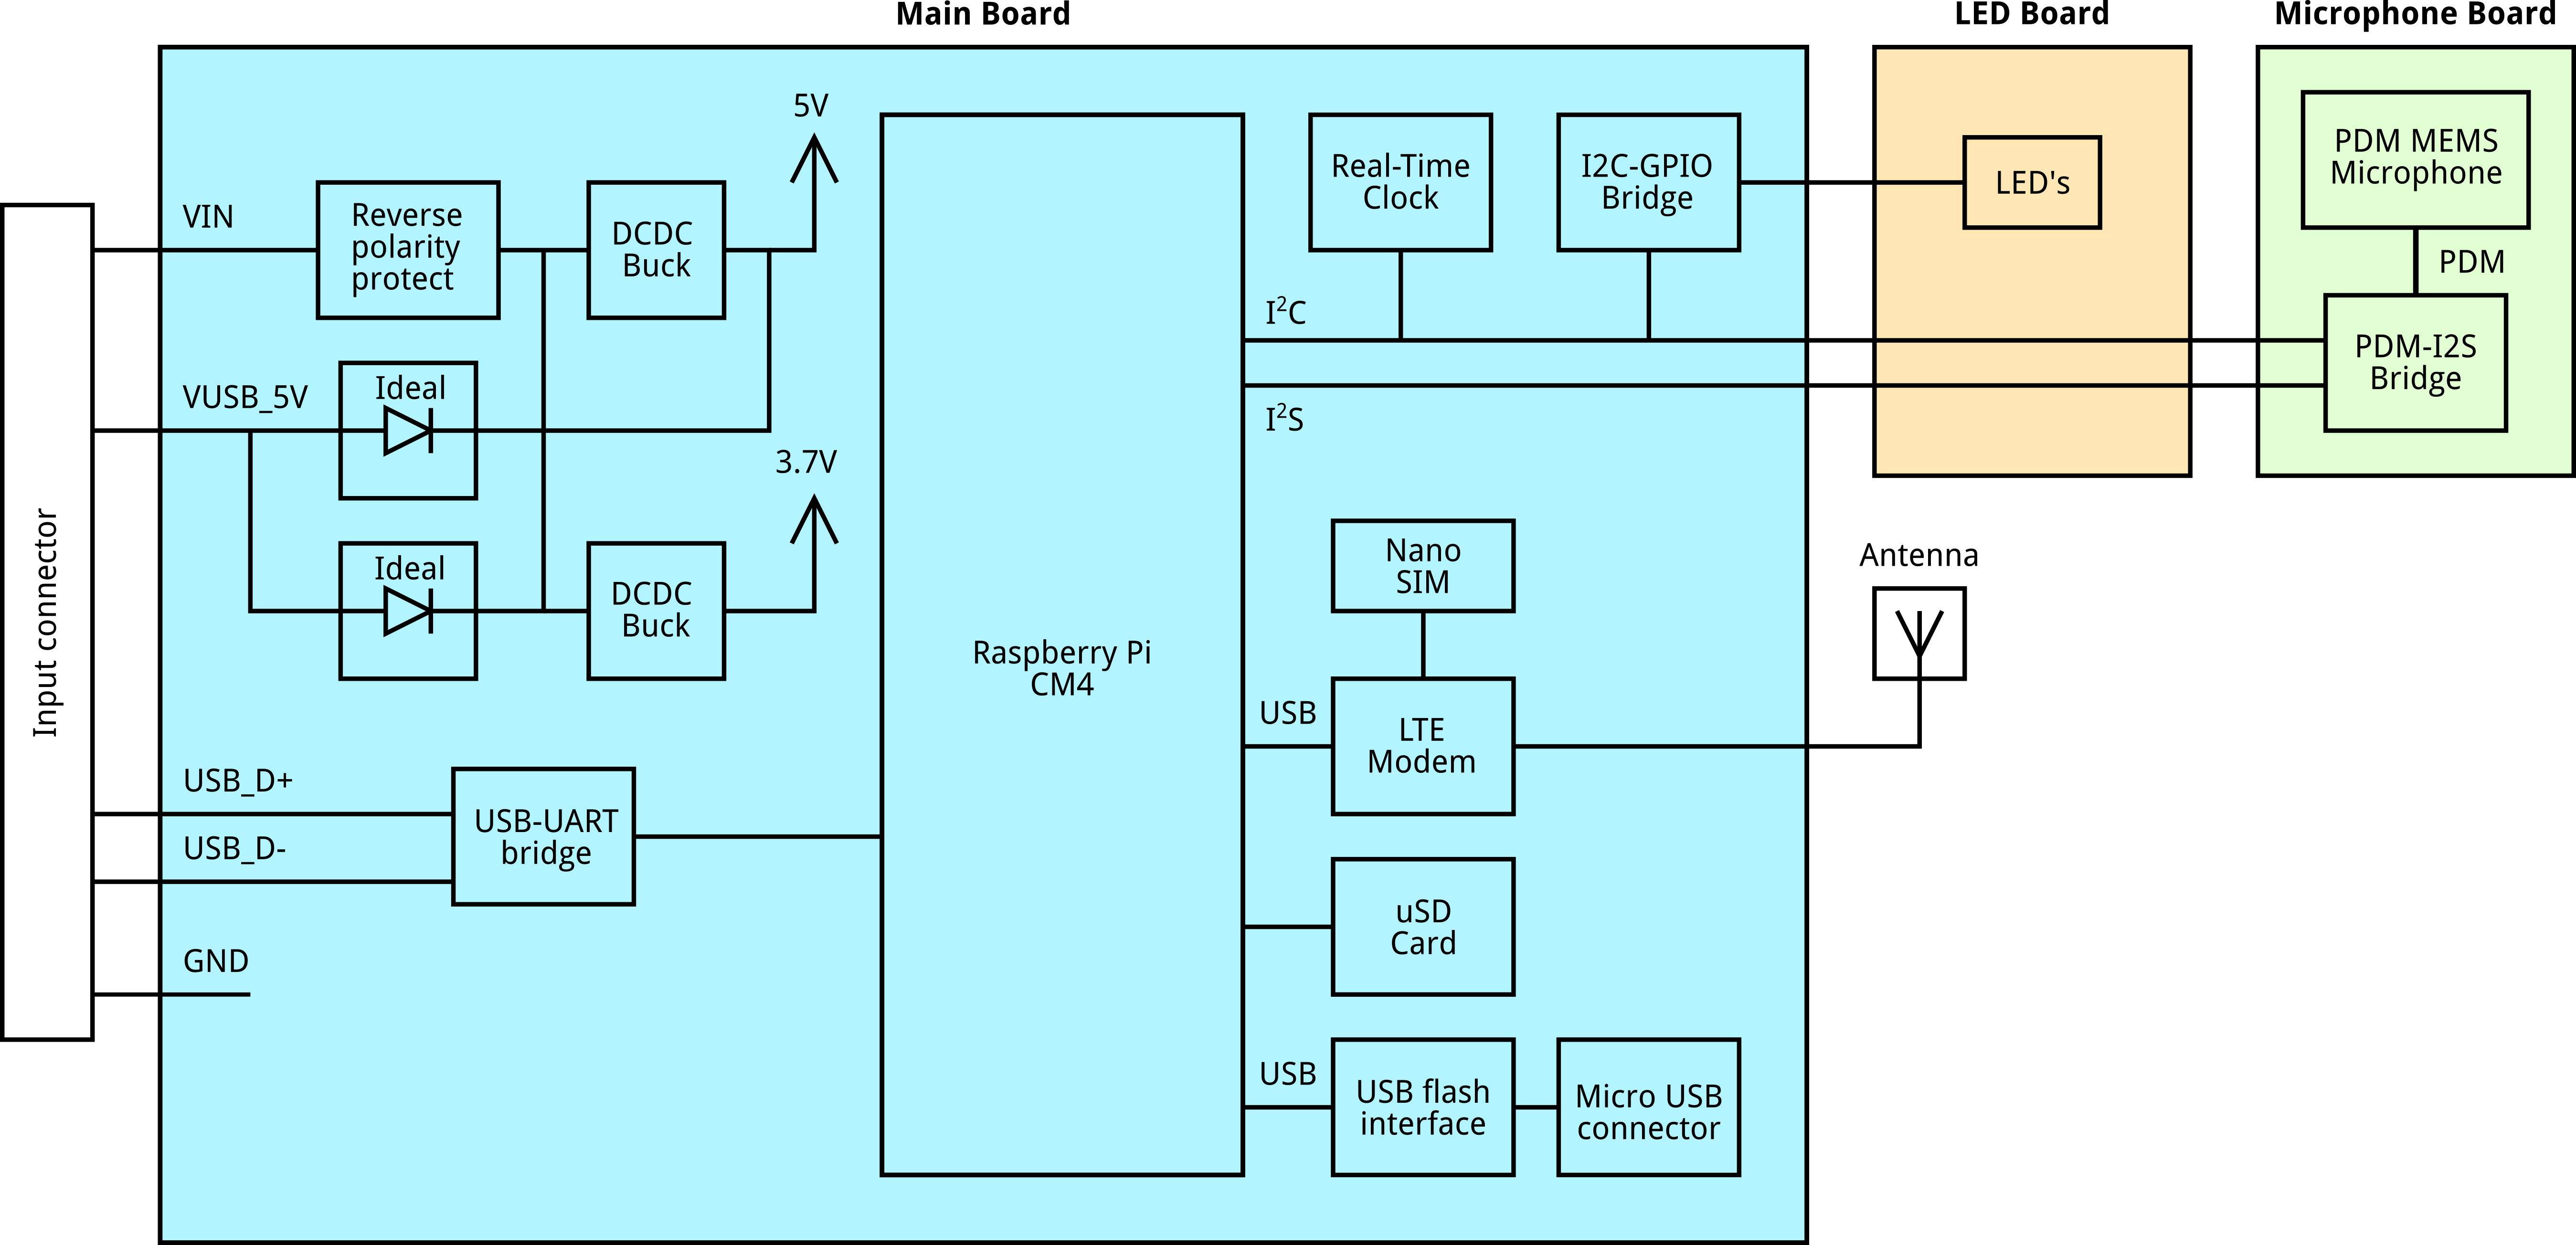 Main Board
LED Board
Microphone Board
5V
VIN
Reverse
polarity
protect
DCDC
Buck
VUSB_5V
Ideal
3.7V
Ideal
DCDC
Buck
Input connector
USB_D+
USB_D-
USB-UART
bridge
GND
Raspberry Pi
CM4
Real-Time
Clock
I2C-GPIO
Bridge
I²C
I²S
LED's
PDM MEMS
Microphone
PDM
PDM-I2S
Bridge
Nano
SIM
USB
LTE
Modem
Antenna
uSD
Card
USB
USB flash
interface
Micro USB
connector